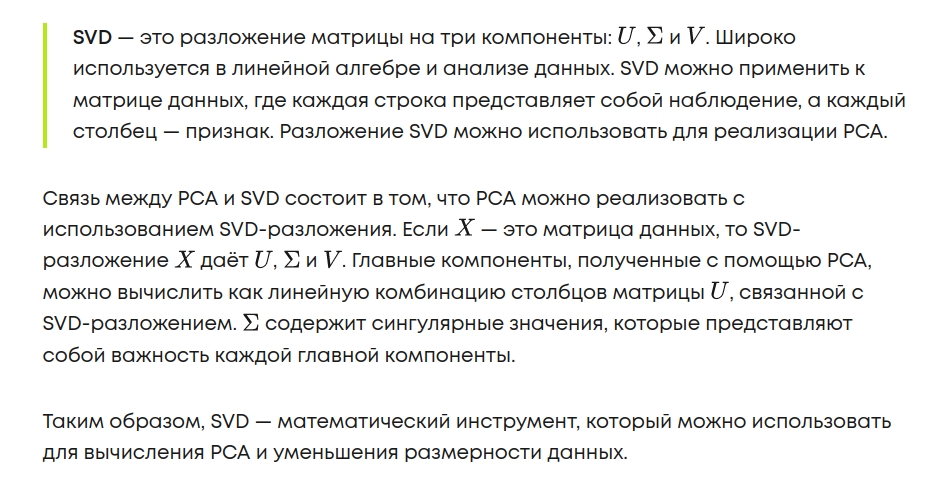 SVD — это разложение матрицы на три компоненты: U, Σ и V. Широко
используется в линейной алгебре и анализе данных. SVD можно применить к
матрице данных, где каждая строка представляет собой наблюдение, а каждый
столбец — признак. Разложение SVD можно использовать для реализации PCA.
Связь между PCA и SVD состоит в том, что PCA можно реализовать с
использованием SVD-разложения. Если X — это матрица данных, то SVD-
разложение X даёт U, Σ и V. Главные компоненты, полученные с помощью PCA,
можно вычислить как линейную комбинацию столбцов матрицы U, связанной с
SVD-разложением. Σ содержит сингулярные значения, которые представляют
собой важность каждой главной компоненты.
Таким образом, SVD — математический инструмент, который можно использовать
для вычисления PCA и уменьшения размерности данных.